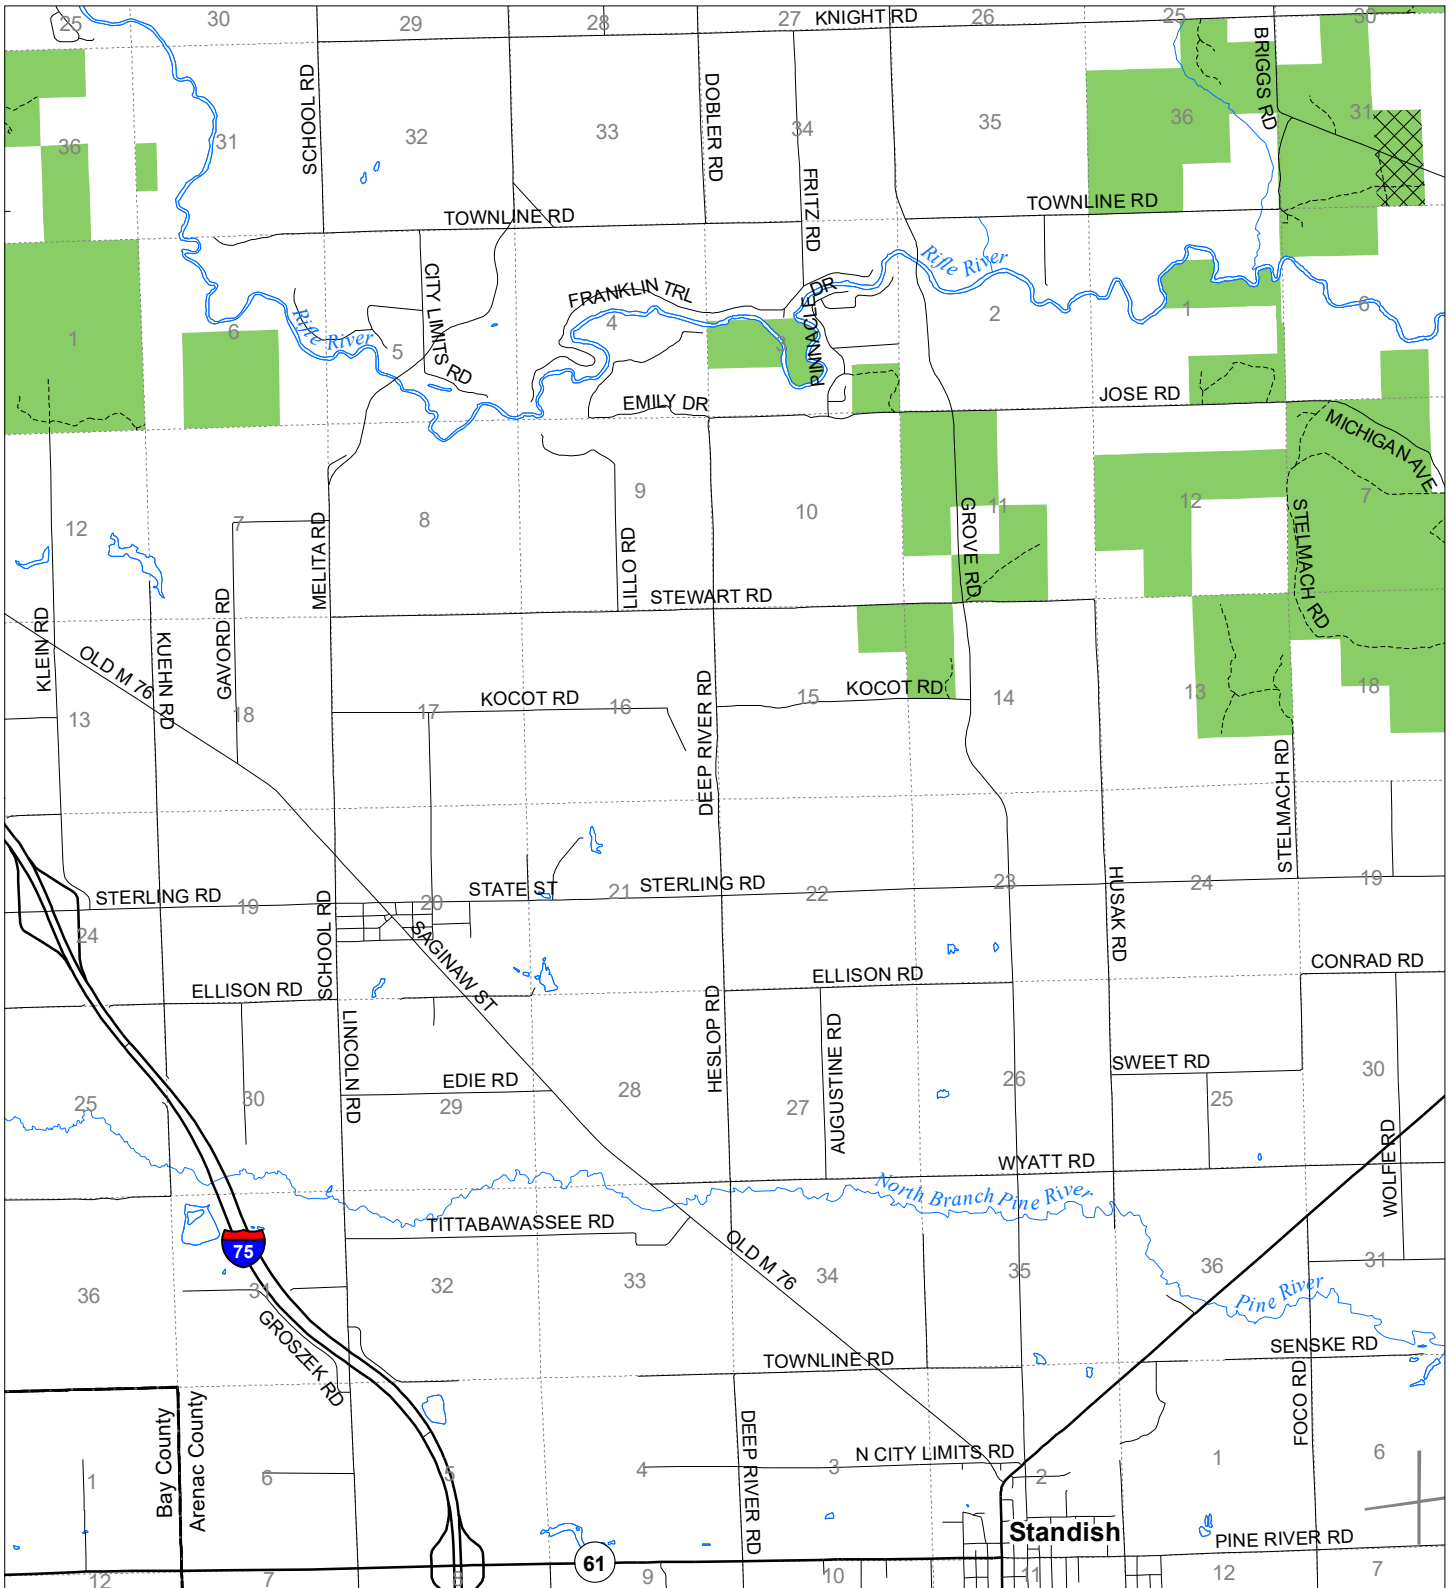 25
30
29
28
27
KNIGHT RD
26
25
30
SCHOOL RD
DOBLER RD
BRIGGS RD
36
31
32
33
34
35
36
31
FRITZ RD
TOWNLINE RD
TOWNLINE RD
Rifle River
CITY LIMITS RD
FRANKLIN TRL
PINNACLE DR
1
6
Rifle River
5
4
3
2
1
6
EMILY DR
JOSE RD
MICHIGAN AVE
12
7
MELITA RD
8
9
10
11
GROVE RD
12
STELMACH RD
7
LILLO RD
STEWART RD
KLEIN RD
OLD M 76
KUEHN RD
GAVORD RD
13
18
17
KOCOT RD
16
DEEP RIVER RD
15
KOCOT RD
14
13
18
STELMACH RD
STERLING RD
19
SCHOOL RD
20
STATE ST
21
STERLING RD
22
23
HUSAK RD
24
19
24
SAGINAW ST
ELLISON RD
ELLISON RD
CONRAD RD
HESLOP RD
AUGUSTINE RD
LINCOLN RD
25
30
EDIE RD
29
28
27
26
SWEET RD
25
30
WOLFE RD
WYATT RD
North Branch Pine River
75
TITTABAWASSEE RD
OLD M 76
36
31
32
33
34
35
36
31
Pine River
GROSZEK RD
TOWNLINE RD
SENSKE RD
FOCO RD
Bay County
Arenac County
DEEP RIVER RD
N CITY LIMITS RD
1
6
5
4
3
2
1
6
Standish
PINE RIVER RD
61
12
7
8
9
10
11
12
7